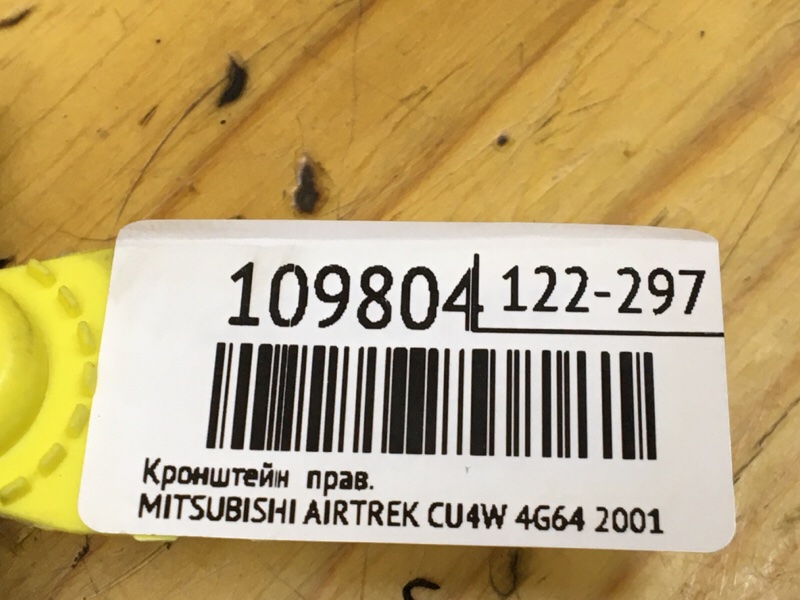 109804 122-297
Кронштейн прав.
MITSUBISHI AIRTREK CU4W 4G64 2001